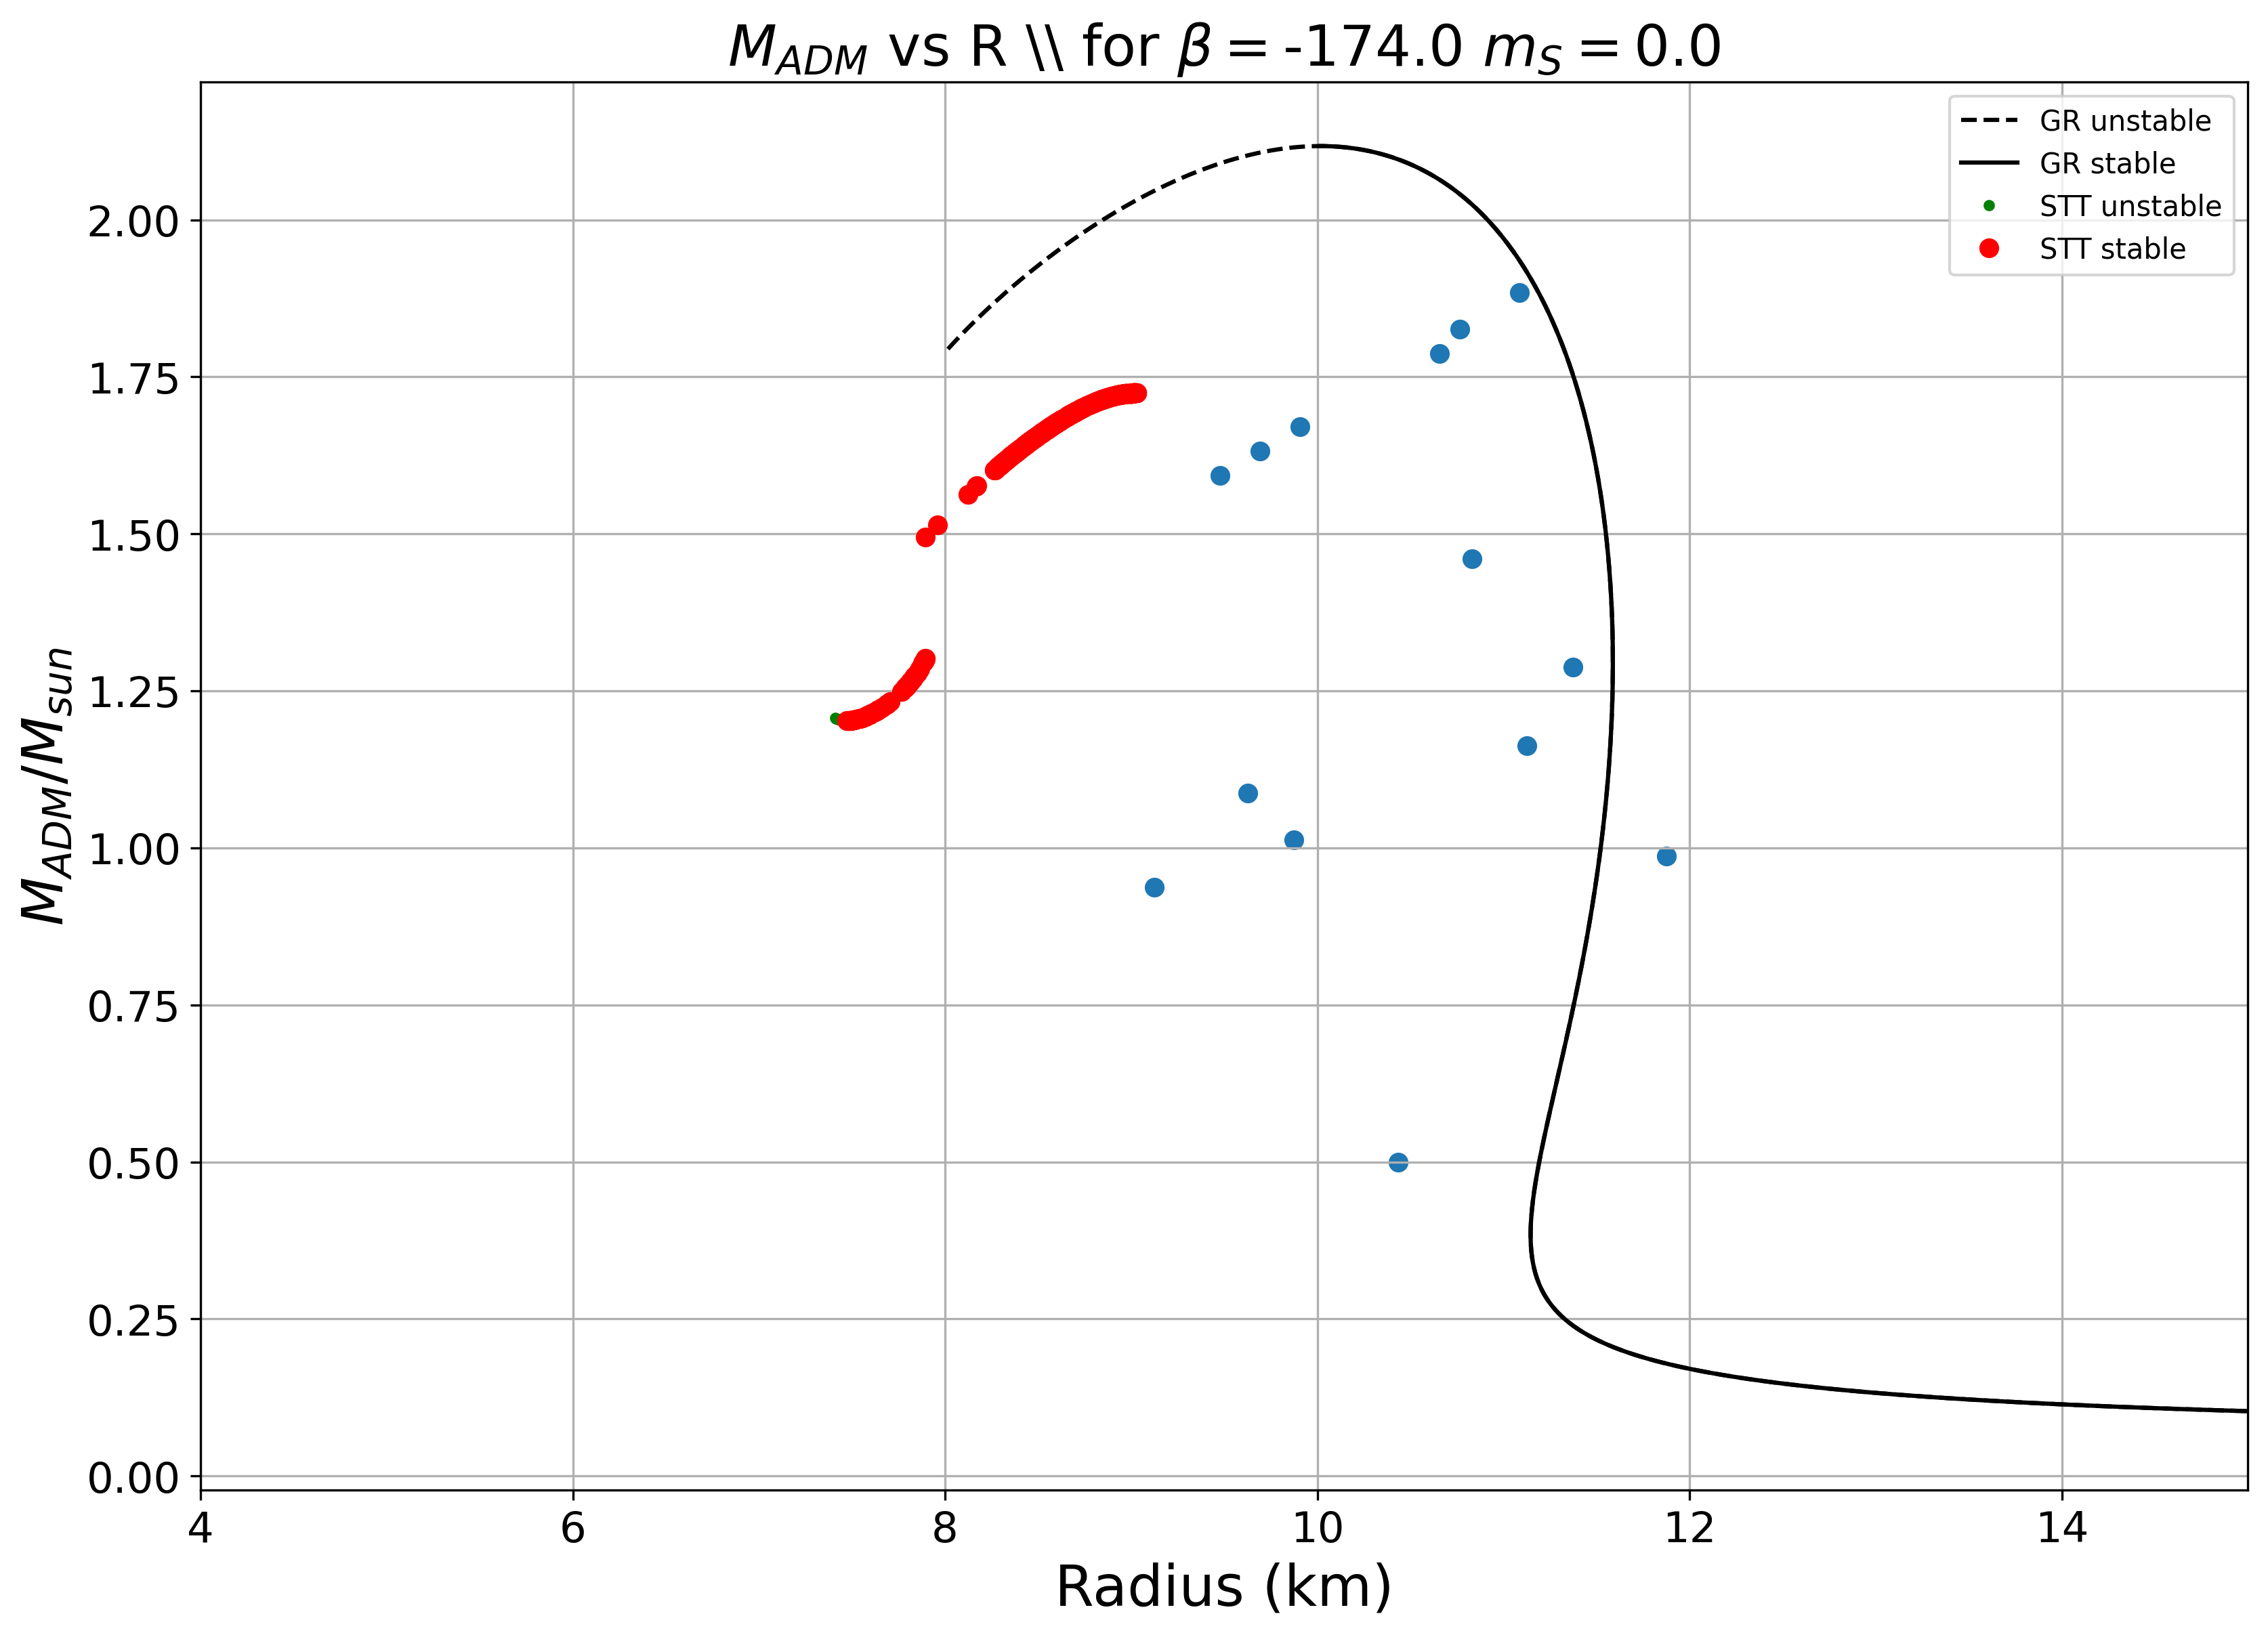 M_ADM vs R \\ for β = -174.0 m_S = 0.0
GR unstable
GR stable
STT unstable
STT stable
M_ADM/M_sun
2.00
1.75
1.50
1.25
1.00
0.75
0.50
0.25
0.00
4 6 8 10 12 14
Radius (km)